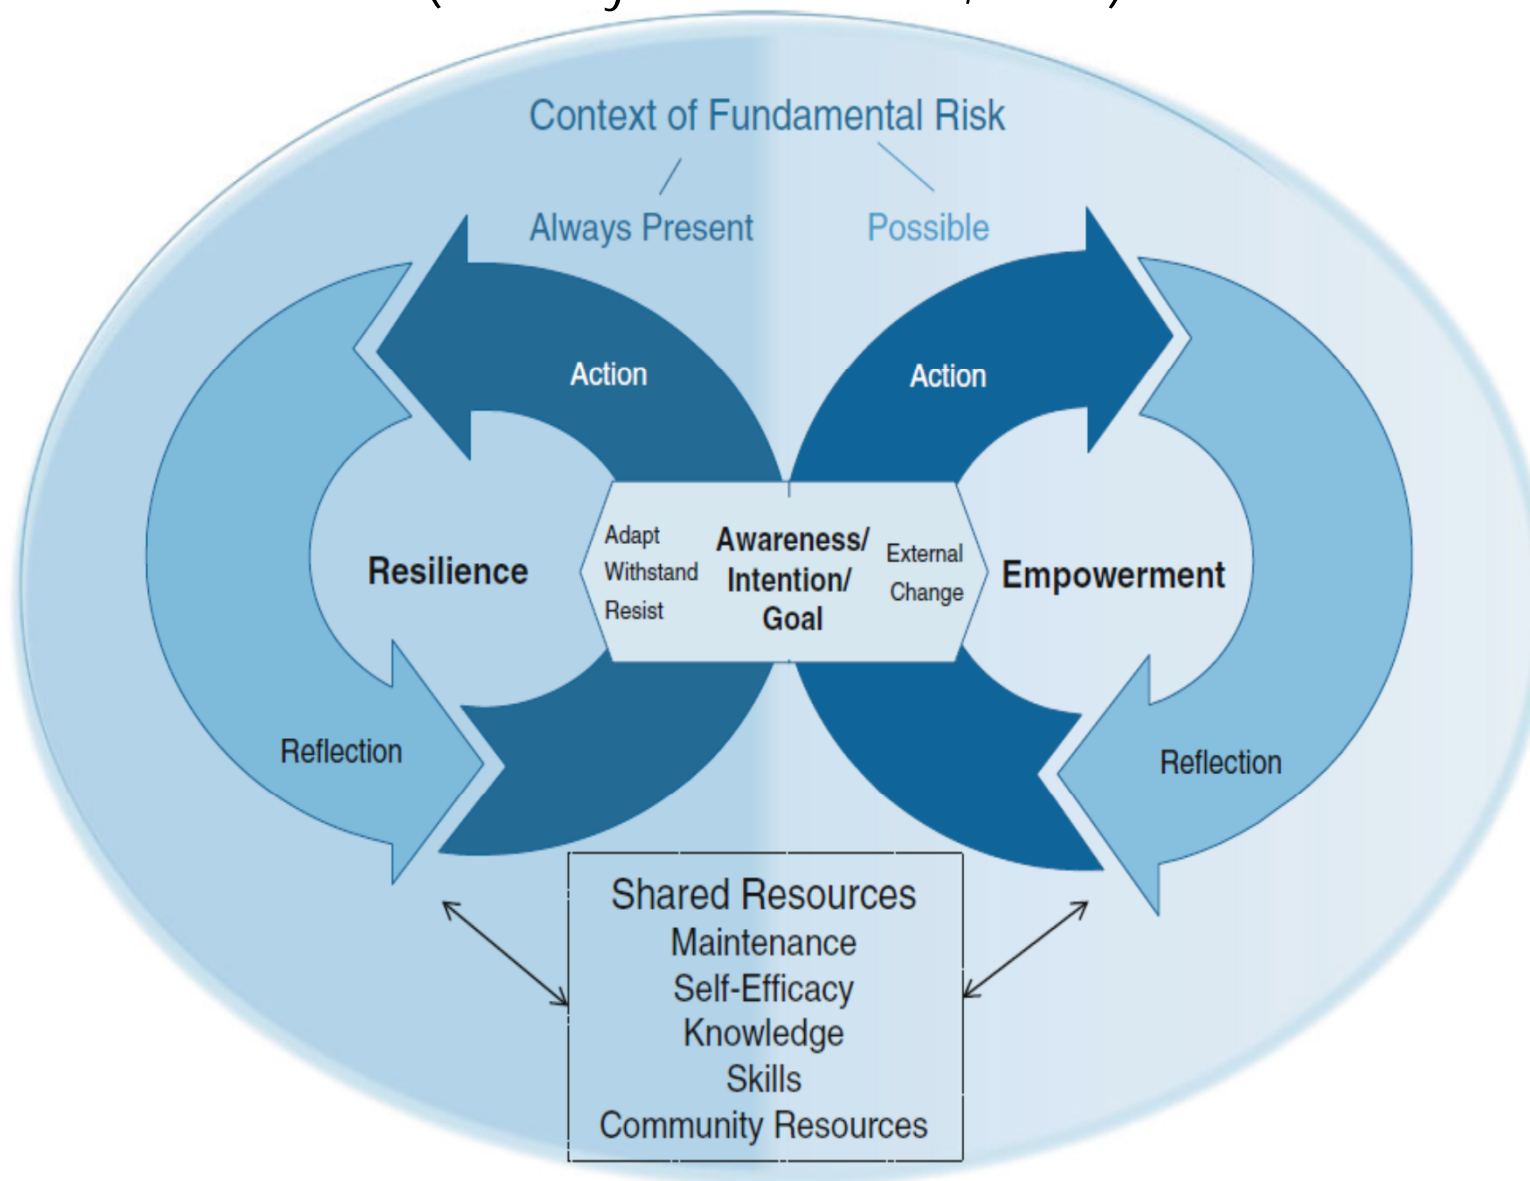 Context of Fundamental Risk
Always Present
Possible
Action
Action
Resilience
Adapt
Withstand
Resist
Awareness/
Intention/
Goal
External
Change
Empowerment
Reflection
Reflection
Shared Resources
Maintenance
Self-Efficacy
Knowledge
Skills
Community Resources